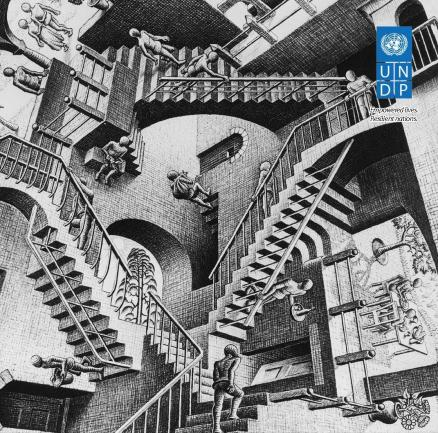 U N
D P
Empowered lives.
Resilient nations.